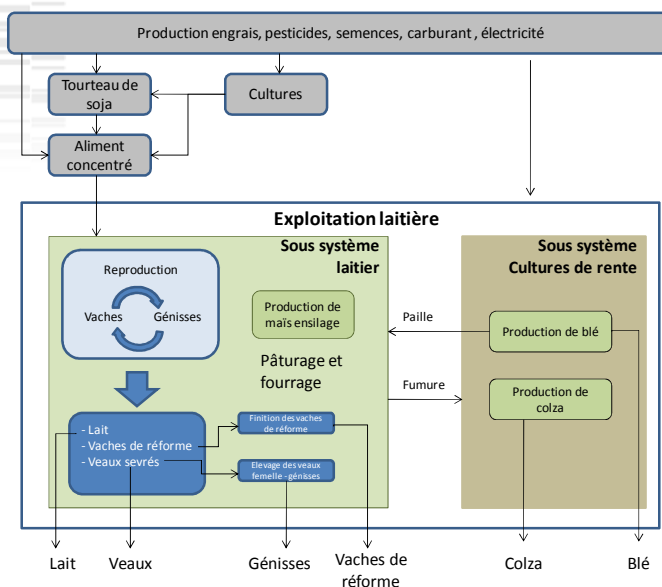 Production engrais, pesticides, semences, carburant , électricité
Tourteau de
soja
Cultures
Aliment
concentré
Exploitation laitière
Sous système
laitier
Sous système
Cultures de rente
Reproduction
Vaches
Génisses
Production de
maïs ensilage
Paille
Production de blé
Pâturage et
fourrage
Fumure
Production de
colza
- Lait
- Vaches de réforme
- Veaux sevrés
Finition des vaches
de réforme
Elevage des veaux
femelle -génisses
Lait
Veaux
Génisses
Vaches de
réforme
Colza
Blé